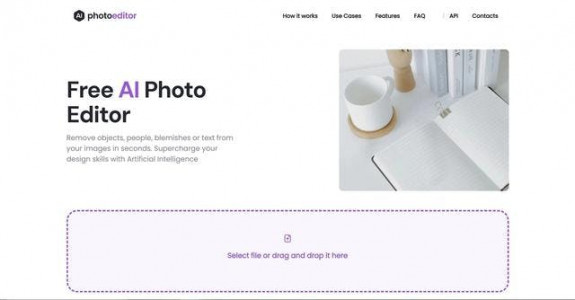 AI photoeditor
How it works Use Cases Features FAQ API Contacts
Free AI Photo
Editor
Remove objects, people, blemishes or text from
your images in seconds. Supercharge your
design skills with Artificial Intelligence
Select file or drag and drop it here